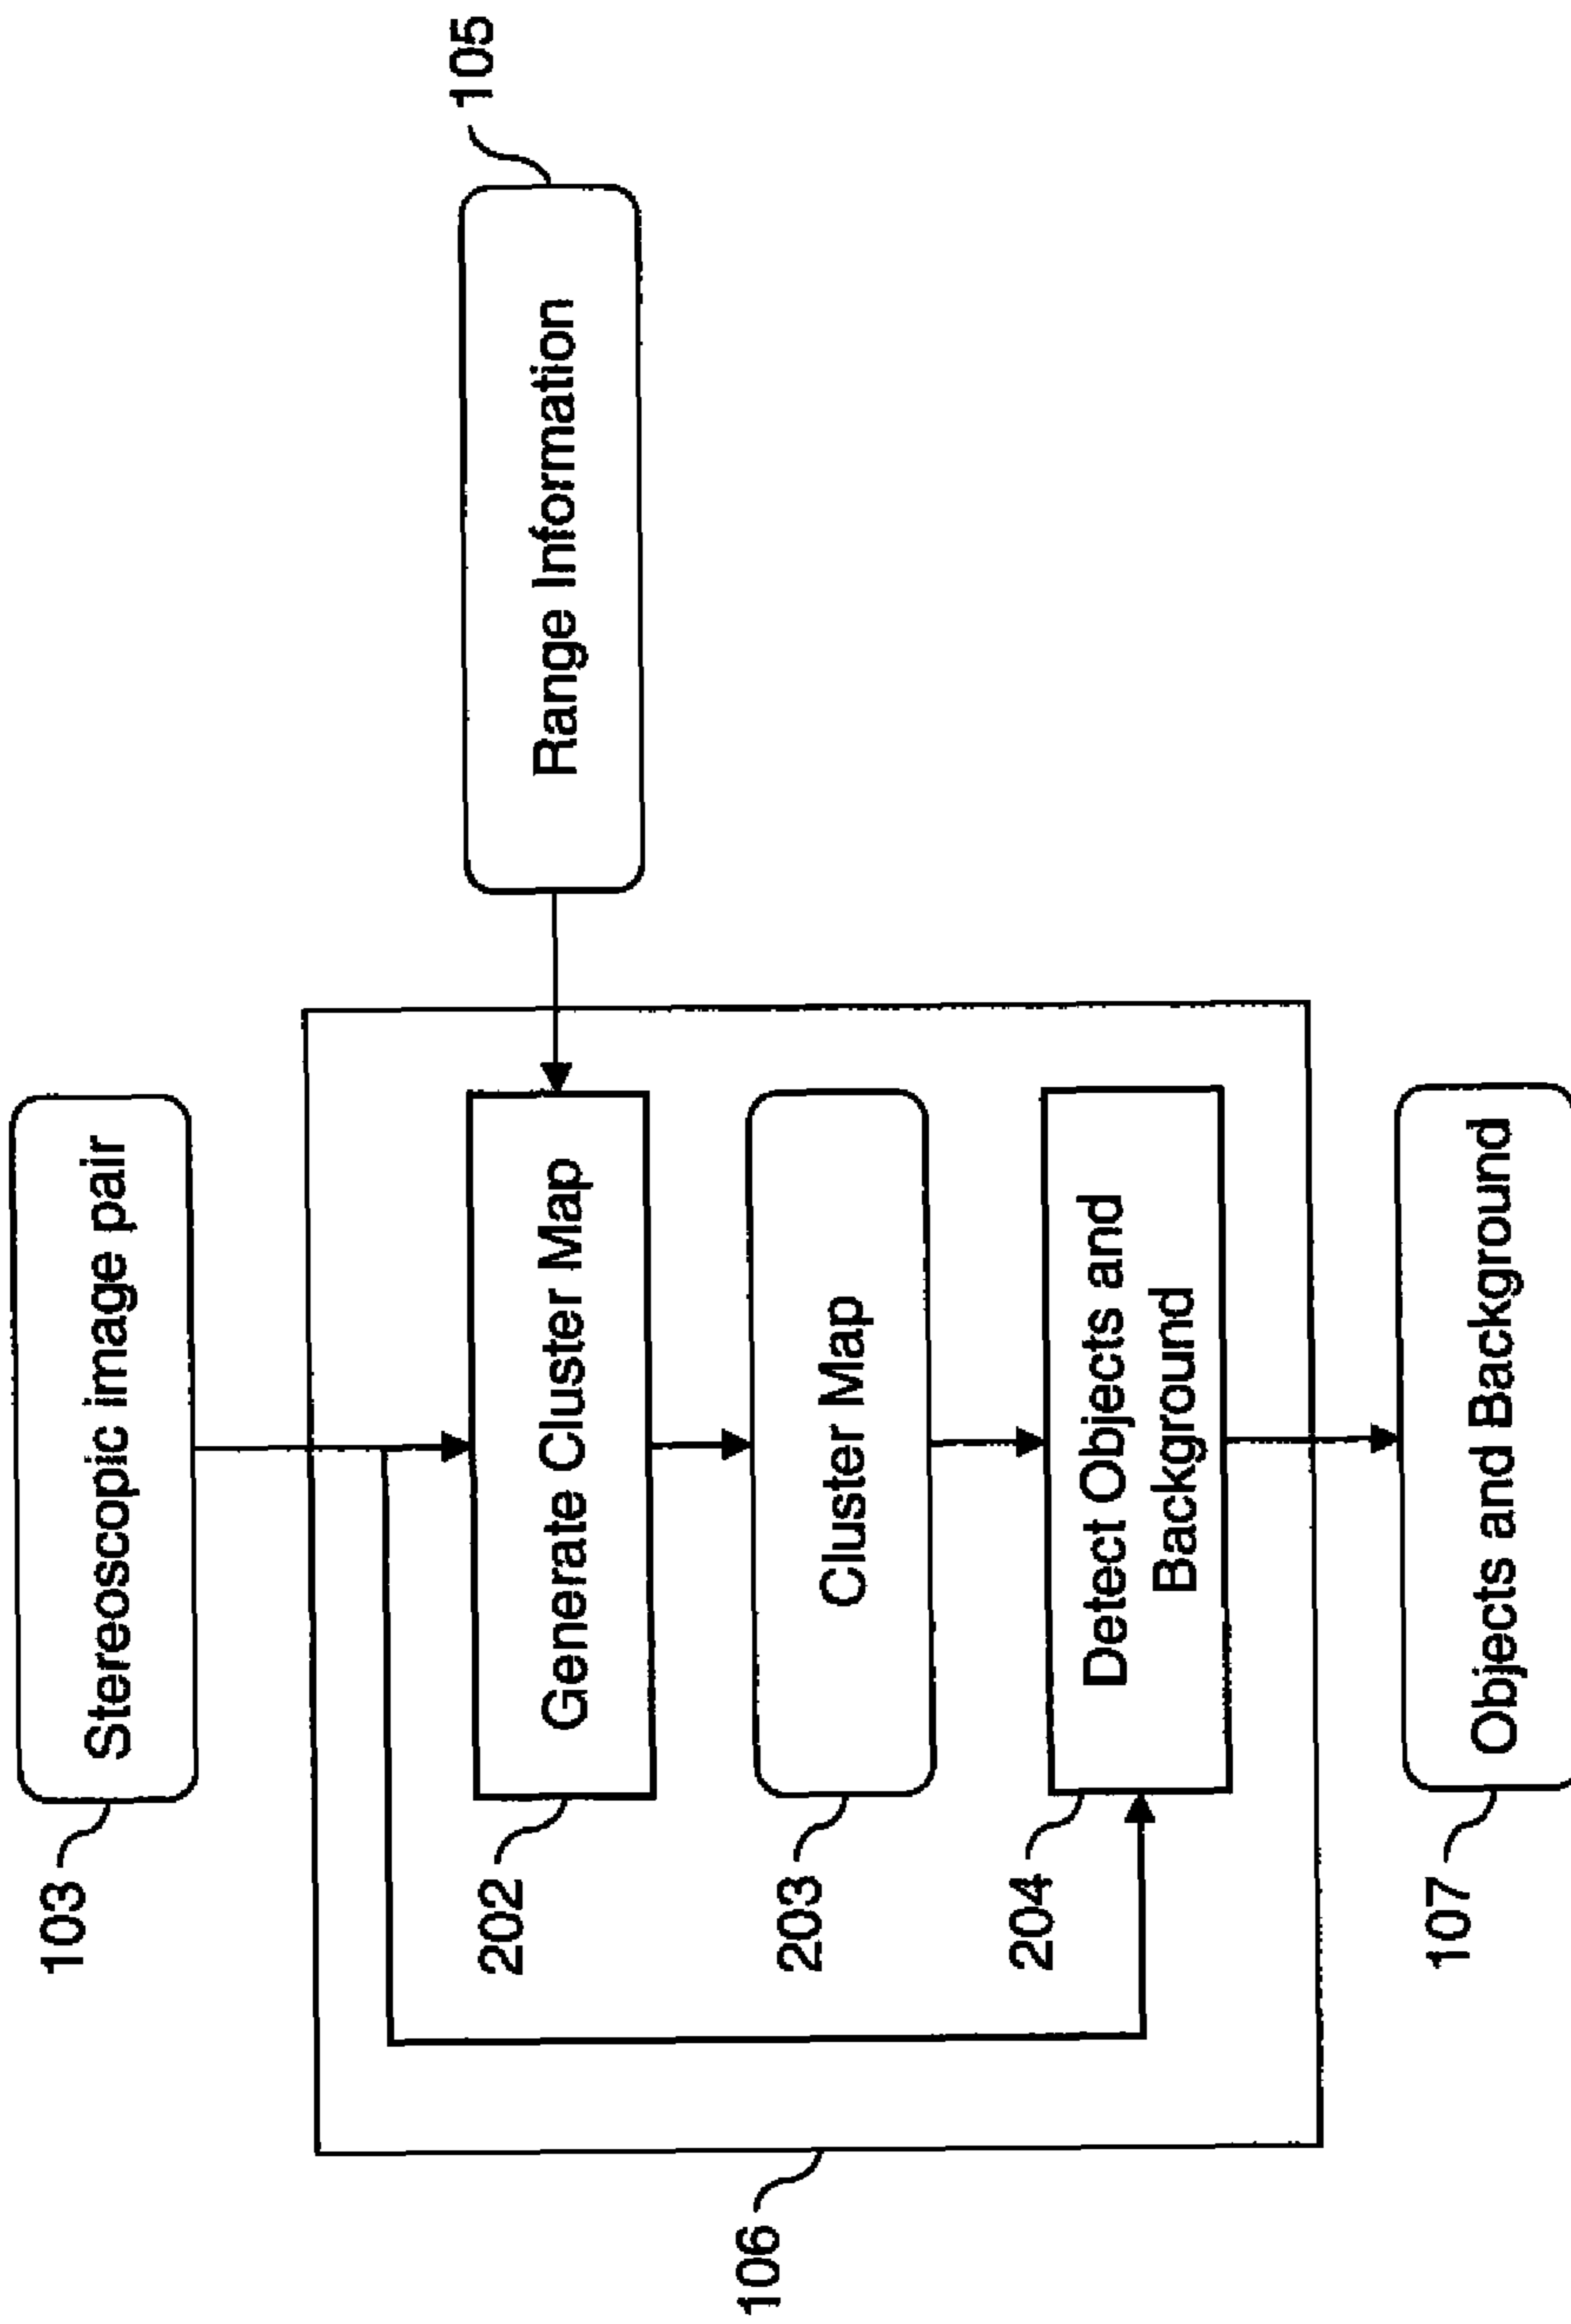 103
Stereoscopic image pair
105
Range Information
202
Generate Cluster Map
203
Cluster Map
106
204
Detect Objects and
Background
107
Objects and Background